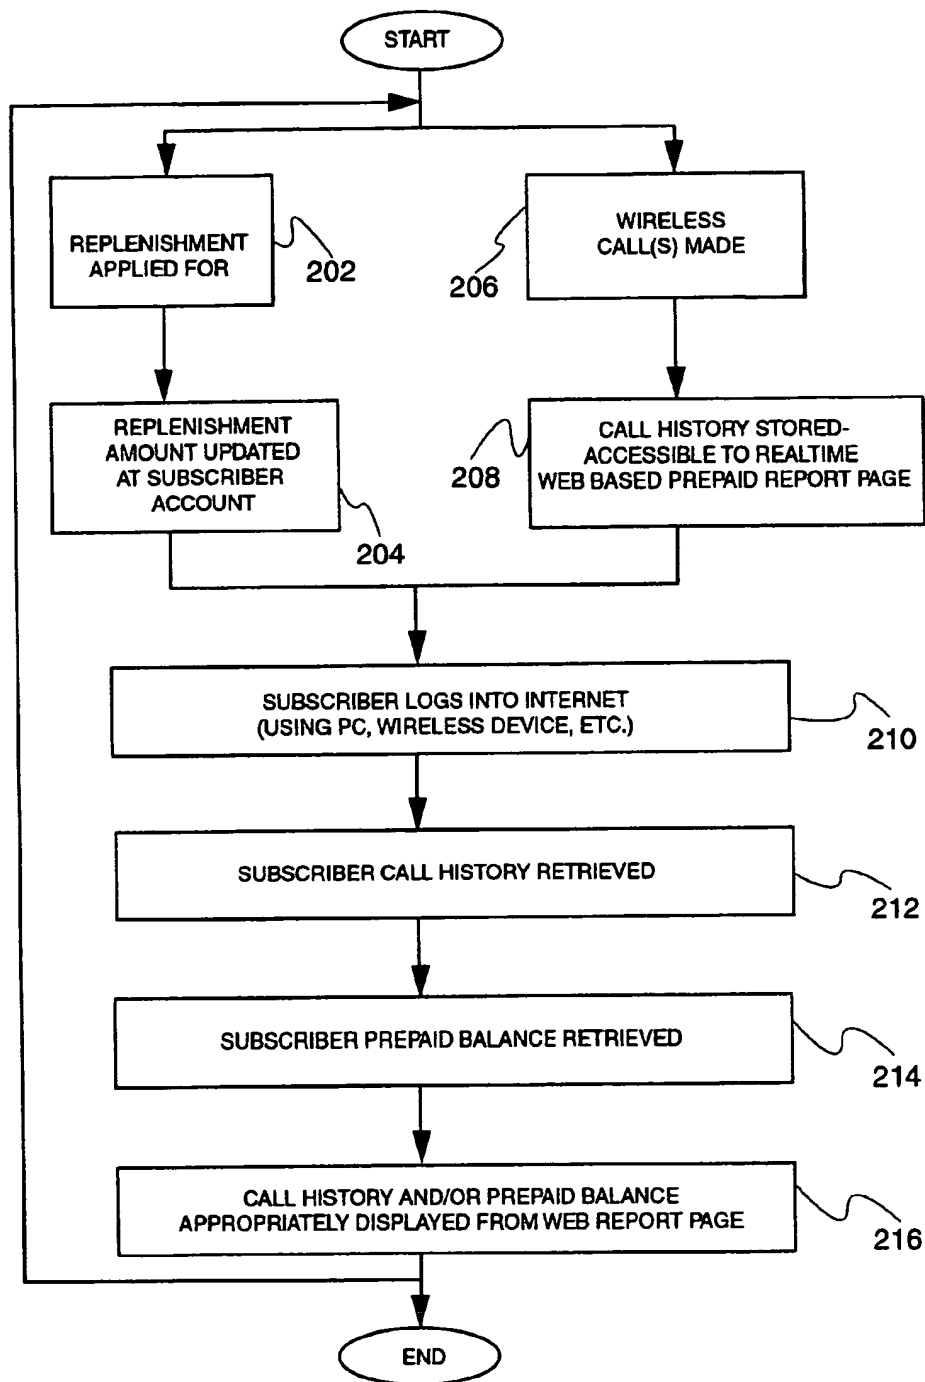 START
REPLENISHMENT
APPLIED FOR
202
WIRELESS
CALL(S) MADE
206
REPLENISHMENT
AMOUNT UPDATED
AT SUBSCRIBER
ACCOUNT
204
CALL HISTORY STORED-
ACCESSIBLE TO REALTIME
WEB BASED PREPAID REPORT PAGE
208
SUBSCRIBER LOGS INTO INTERNET
(USING PC, WIRELESS DEVICE, ETC.)
210
SUBSCRIBER CALL HISTORY RETRIEVED
212
SUBSCRIBER PREPAID BALANCE RETRIEVED
214
CALL HISTORY AND/OR PREPAID BALANCE
APPROPRIATELY DISPLAYED FROM WEB REPORT PAGE
216
END